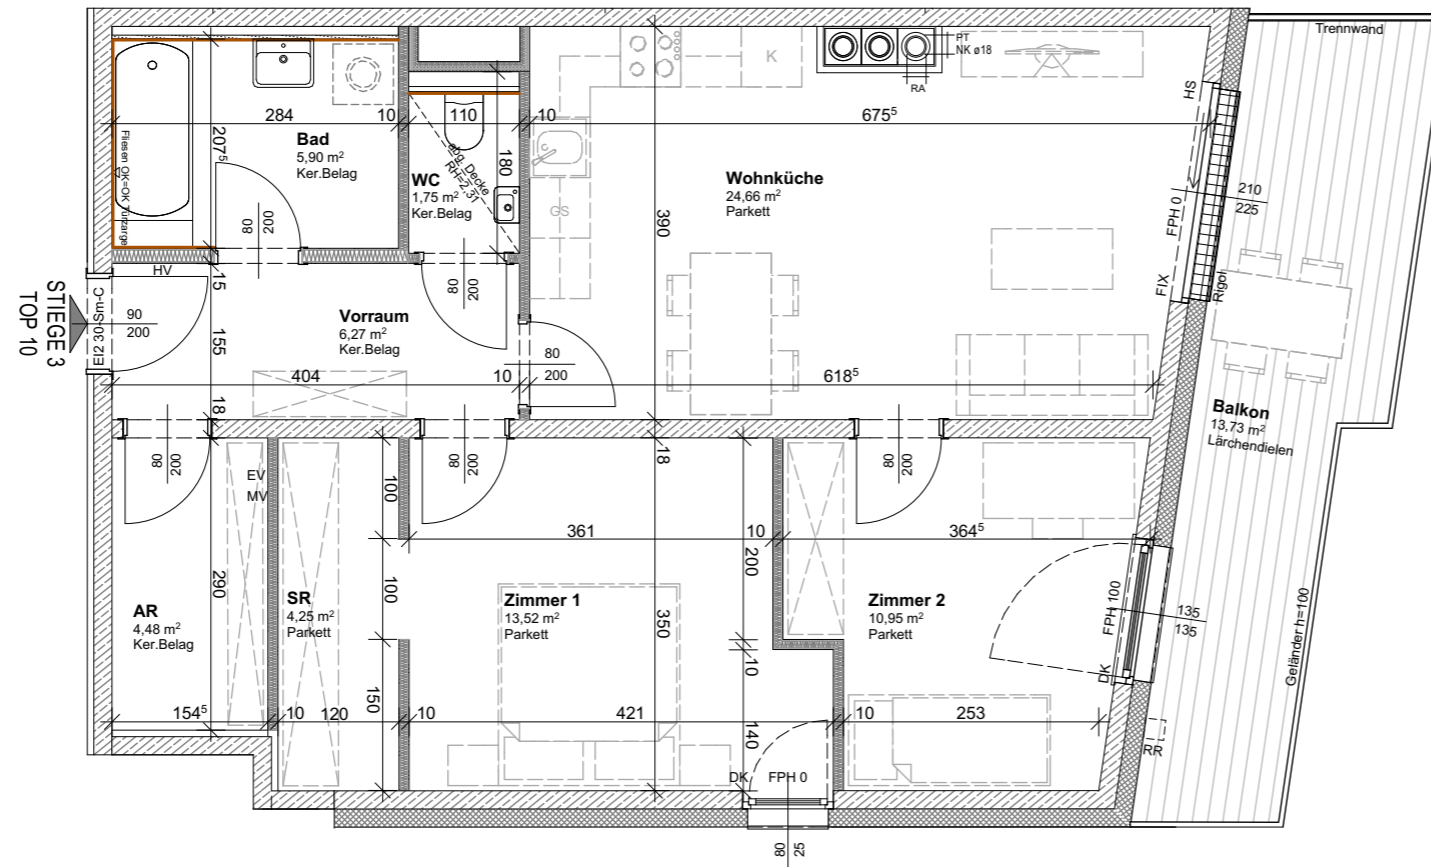 Trennwand
PT
NK ø18
RA
K
HS
284
10
110
10
675⁵
Bad
5,90 m²
Ker.Belag
207⁵
Fliesen OK=OK Türzarge
WC
1,75 m²
Ker.Belag
abg. Decke
RH=2,31
180
GS
Wohnküche
24,66 m²
Parkett
390
FPH 0
210
225
FIX
Rigol
80
200
HV
15
STIEGE 3
TOP 10
EI2 30-Sm-C
90
200
155
Vorraum
6,27 m²
Ker.Belag
80
200
80
200
404
10
618⁵
18
Balkon
13,73 m²
Lärchendielen
80
200
80
200
80
200
18
EV
MV
100
361
10
364⁵
200
290
100
350
AR
4,48 m²
Ker.Belag
SR
4,25 m²
Parkett
Zimmer 1
13,52 m²
Parkett
Zimmer 2
10,95 m²
Parkett
FPH 100
135
135
DK
Geländer h=100
10
150
140
154⁵
10
120
10
421
10
253
RR
DK
FPH 0
80
25